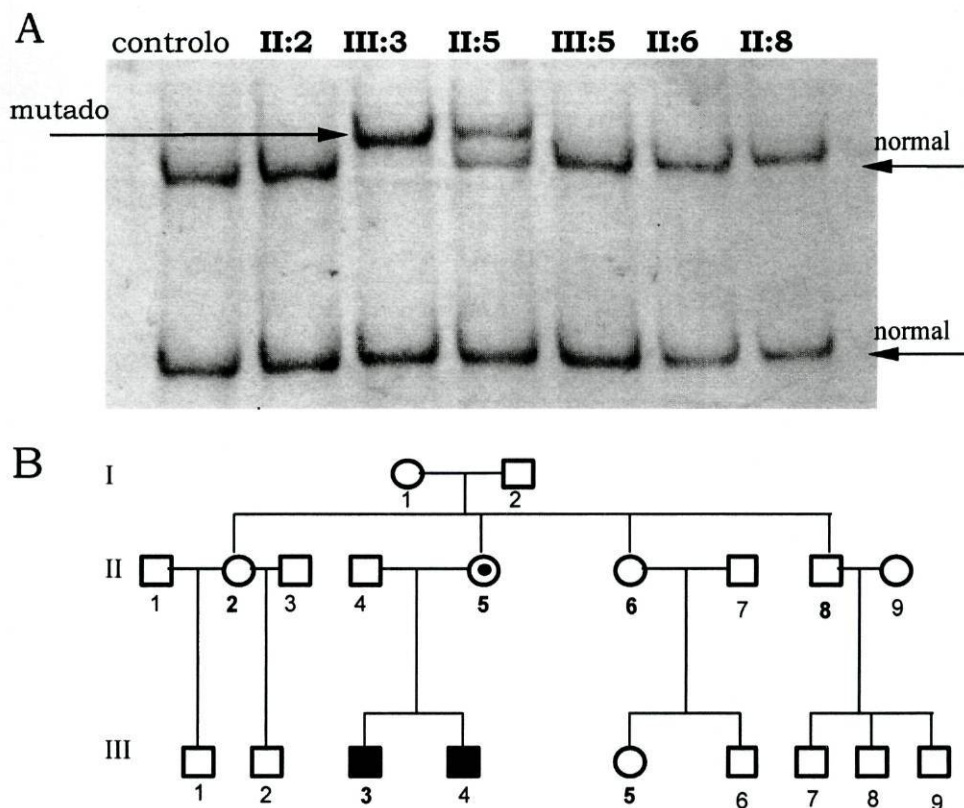 A
controlo II:2 III:3 II:5 III:5 II:6 II:8
mutado
normal
normal
B
I
1 2
II
1 2 3 4 5 6 7 8 9
III
1 2 3 4 5 6 7 8 9